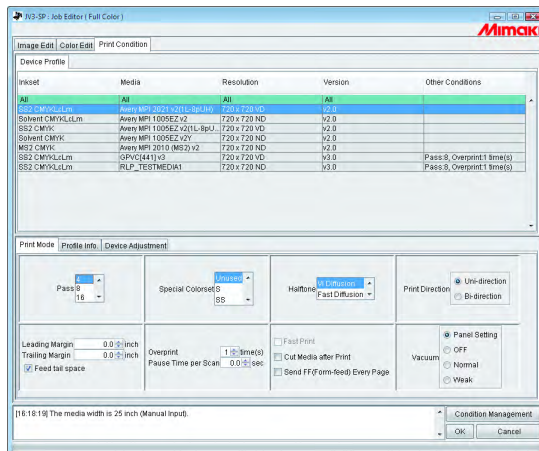 JV3-SP : Job Editor ( Full Color )
Mimaki
Image Edit Color Edit Print Condition
Device Profile
Inkset Media Resolution Version Other Conditions
All All All All
SS2 CMYKLcLm Avery MPI 2021 v2(1L-8pUH) 720 x 720 VD v2.0
Solvent CMYKLcLm Avery MPI 1005EZ v2 720 x 720 ND v2.0
SS2 CMYK Avery MPI 1005EZ v2(1L-8pU... 720 x 720 VD v2.0
Solvent CMYK Avery MPI 1005EZ v2Y 720 x 720 ND v2.0
MS2 CMYK Avery MPI 2010 (MS2) v2 720 x 720 ND v2.0
SS2 CMYKLcLm GPVC[441] v3 720 x 720 VD v3.0 Pass:8, Overprint:1 time(s)
SS2 CMYKLcLm RLP_TESTMEDIA1 720 x 720 VD v3.0 Pass:8, Overprint:1 time(s)
Print Mode Profile Info. Device Adjustment
Pass 4 8 16
Special Colorset Unused S SS
Halftone Vi Diffusion Fast Diffusion
Print Direction Uni-direction Bi-direction
Leading Margin 0.0 inch
Trailing Margin 0.0 inch
Feed tail space
Overprint 1 time(s)
Pause Time per Scan 0.0 sec
Fast Print
Cut Media after Print
Send FF(Form-feed) Every Page
Vacuum Panel Setting OFF Normal Weak
[16:18:19] The media width is 25 inch (Manual Input).
Condition Management
OK Cancel